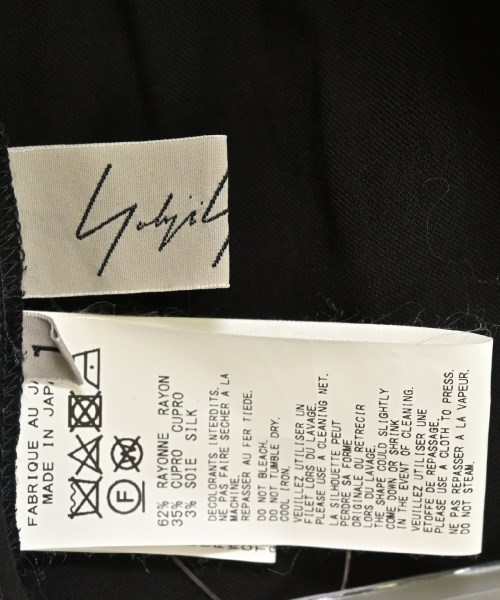 Yohji Y
1
FABRIQUE AU JA
MADE IN JAPA
F
62% RAYONNE RAYON
35% CUPRO CUPRO
3% SOIE SILK
DECOLORANTS INTERDITS.
NE PAS FAIRE SECHER A LA
MACHINE.
REPASSER AU FER TIEDE.
DO NOT BLEACH.
DO NOT TUMBLE DRY.
COOL IRON.
VEUILLEZ UTILISER UN
FILET LORS DU LAVAGE.
PLEASE USE A CLEANING NET.
LA SILHOUETTE PEUT
PERDRE SA FORME
ORIGINALE OU RETRECIR
LORS DU LAVAGE.
THE SHAPE COULD SLIGHTLY
COME DOWN OR SHRINK
IN THE EVENT OF CLEANING.
VEUILLEZ UTILISER UNE
ETOFFE DE REPASSAGE.
PLEASE USE A CLOTH TO PRESS.
NE PAS REPASSER A LA VAPEUR.
DO NOT STEAM.